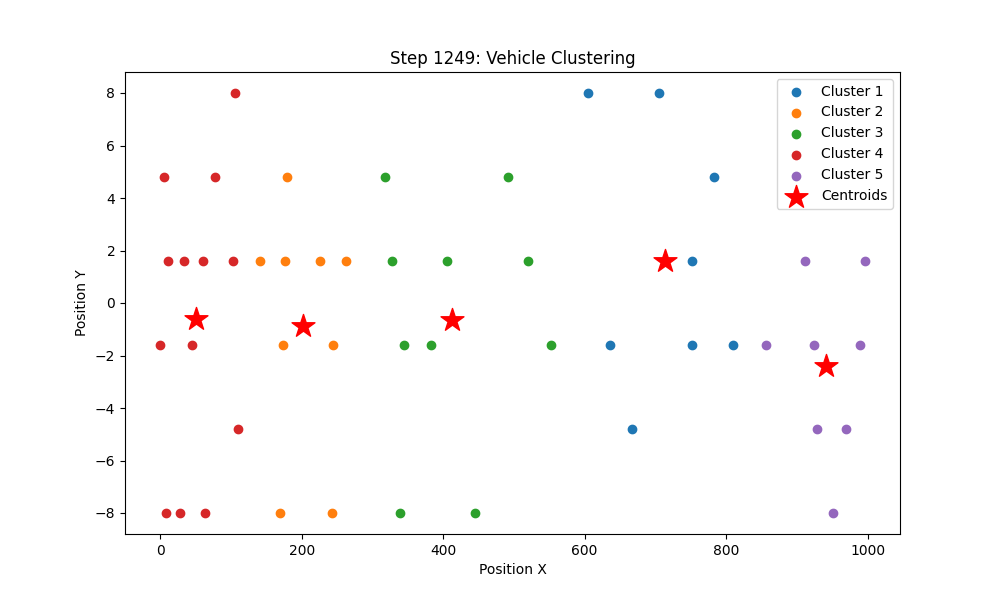 Step 1249: Vehicle Clustering
Cluster 1
Cluster 2
Cluster 3
Cluster 4
Cluster 5
Centroids
Position Y
8
6
4
2
0
−2
−4
−6
−8
0 200 400 600 800 1000
Position X